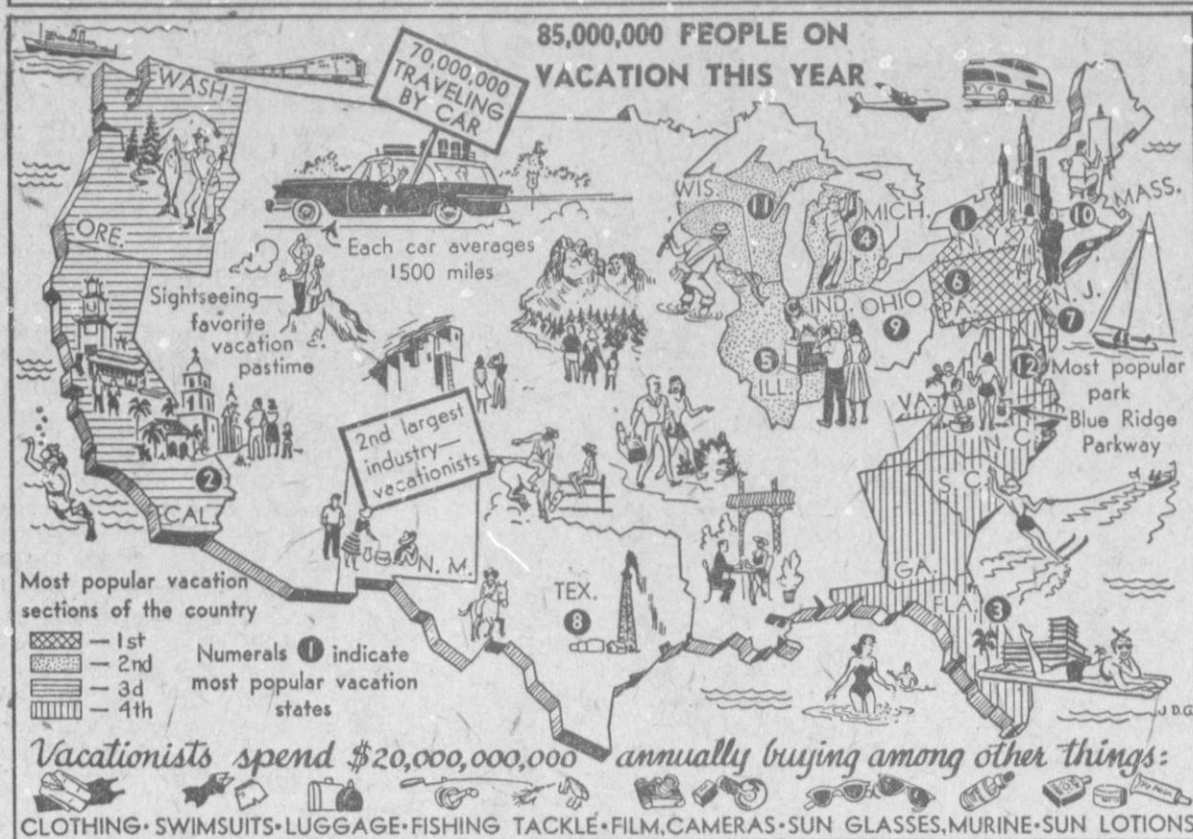 85,000,000 PEOPLE ON
VACATION THIS YEAR
70,000,000
TRAVELING
BY CAR
WASH
ORE.
Each car averages
1500 miles
Sightseeing—
favorite
vacation
pastime
WIS.
11
MICH.
4
1
N.Y.
10
MASS.
6
PA.
N. J.
7
IND.
OHIO
9
5
ILL.
12
Most popular
park
Blue Ridge
Parkway
VA.
N. C.
S. C.
GA.
FLA.
3
2nd largest
industry—
vacationists
2
CAL.
N. M.
TEX.
8
Most popular vacation
sections of the country
— 1st
— 2nd
— 3d
— 4th
Numerals 1 indicate
most popular vacation
states
J.D.G.
Vacationists spend $20,000,000,000 annually buying among other things:
CLOTHING · SWIMSUITS · LUGGAGE · FISHING TACKLE · FILM, CAMERAS · SUN GLASSES, MURINE · SUN LOTIONS